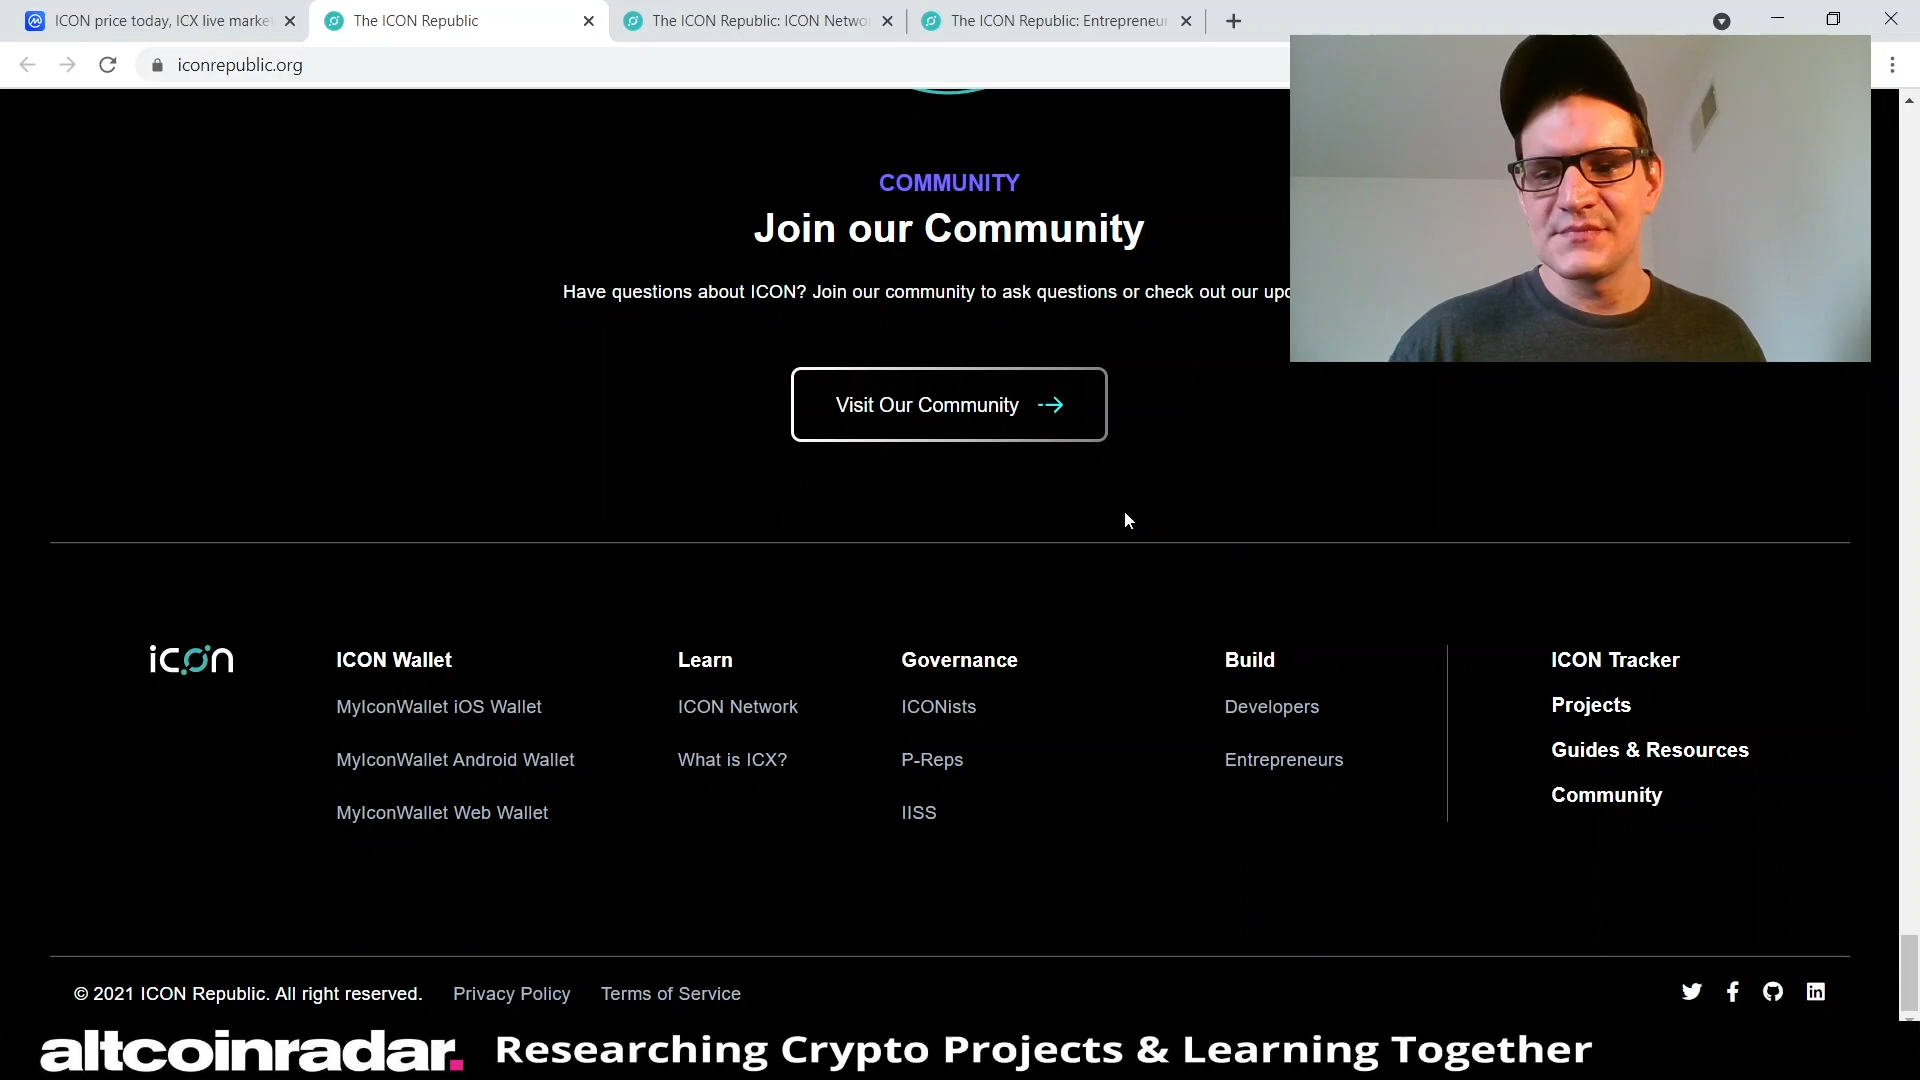 ICON price today, ICX live marke
The ICON Republic
The ICON Republic: ICON Netwo
The ICON Republic: Entrepreneur
iconrepublic.org
COMMUNITY
Join our Community
Have questions about ICON? Join our community to ask questions or check out our upd
Visit Our Community
icon
ICON Wallet
MyIconWallet iOS Wallet
MyIconWallet Android Wallet
MyIconWallet Web Wallet
Learn
ICON Network
What is ICX?
Governance
ICONists
P-Reps
IISS
Build
Developers
Entrepreneurs
ICON Tracker
Projects
Guides & Resources
Community
© 2021 ICON Republic. All right reserved.
Privacy Policy
Terms of Service
altcoinradar.
Researching Crypto Projects & Learning Together